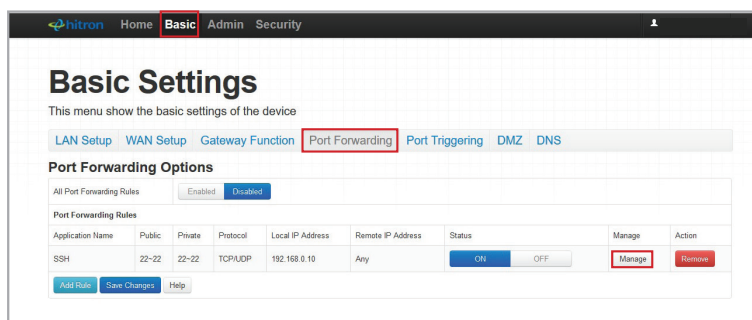 hitron Home Basic Admin Security
Basic Settings
This menu show the basic settings of the device
LAN Setup WAN Setup Gateway Function Port Forwarding Port Triggering DMZ DNS
Port Forwarding Options
All Port Forwarding Rules Enabled Disabled
Port Forwarding Rules
Application Name Public Private Protocol Local IP Address Remote IP Address Status Manage Action
SSH 22~22 22~22 TCP/UDP 192.168.0.10 Any ON OFF Manage Remove
Add Rule Save Changes Help